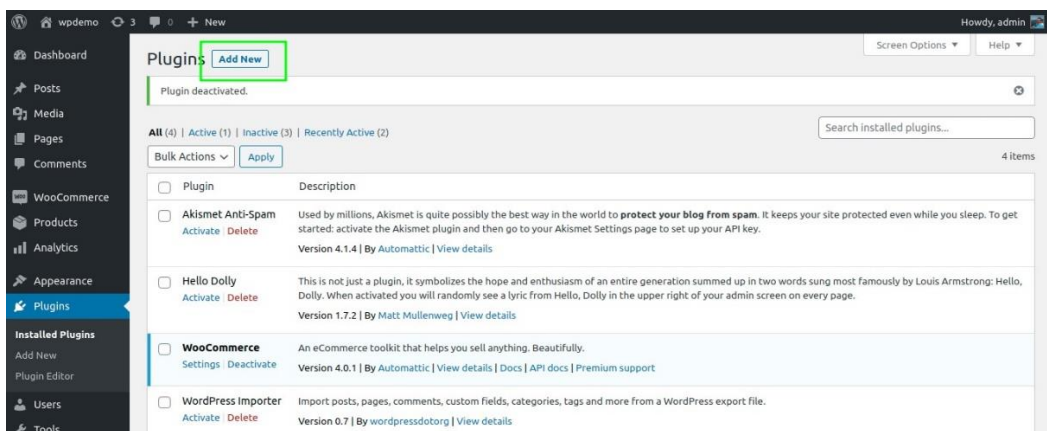 wpdemo 3 0 + New Howdy, admin
Dashboard
Posts
Media
Pages
Comments
WooCommerce
Products
Analytics
Appearance
Plugins
Installed Plugins
Add New
Plugin Editor
Users
Tools
Screen Options ▼ Help ▼
Plugins Add New
Plugin deactivated.
All (4) | Active (1) | Inactive (3) | Recently Active (2)
Search installed plugins...
Bulk Actions Apply
4 items
Plugin Description
Akismet Anti-Spam
Activate | Delete
Used by millions, Akismet is quite possibly the best way in the world to protect your blog from spam. It keeps your site protected even while you sleep. To get
started: activate the Akismet plugin and then go to your Akismet Settings page to set up your API key.
Version 4.1.4 | By Automattic | View details
Hello Dolly
Activate | Delete
This is not just a plugin, it symbolizes the hope and enthusiasm of an entire generation summed up in two words sung most famously by Louis Armstrong: Hello,
Dolly. When activated you will randomly see a lyric from Hello, Dolly in the upper right of your admin screen on every page.
Version 1.7.2 | By Matt Mullenweg | View details
WooCommerce
Settings | Deactivate
An eCommerce toolkit that helps you sell anything. Beautifully.
Version 4.0.1 | By Automattic | View details | Docs | API docs | Premium support
WordPress Importer
Activate | Delete
Import posts, pages, comments, custom fields, categories, tags and more from a WordPress export file.
Version 0.7 | By wordpressdotorg | View details